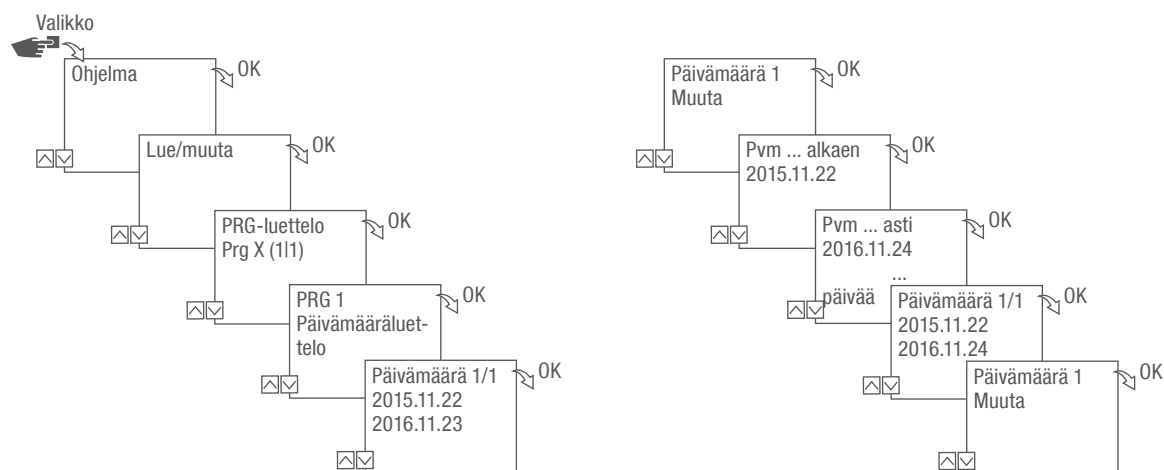 Valikko
Ohjelma
OK
Lue/muuta
OK
PRG-luettelo
Prg X (1|1)
OK
PRG 1
Päivämääräluet-
telo
OK
Päivämäärä 1/1
2015.11.22
2016.11.23
OK
Päivämäärä 1
Muuta
OK
Pvm ... alkaen
2015.11.22
OK
Pvm ... asti
2016.11.24
...
päivää
OK
Päivämäärä 1/1
2015.11.22
2016.11.24
OK
Päivämäärä 1
Muuta
OK